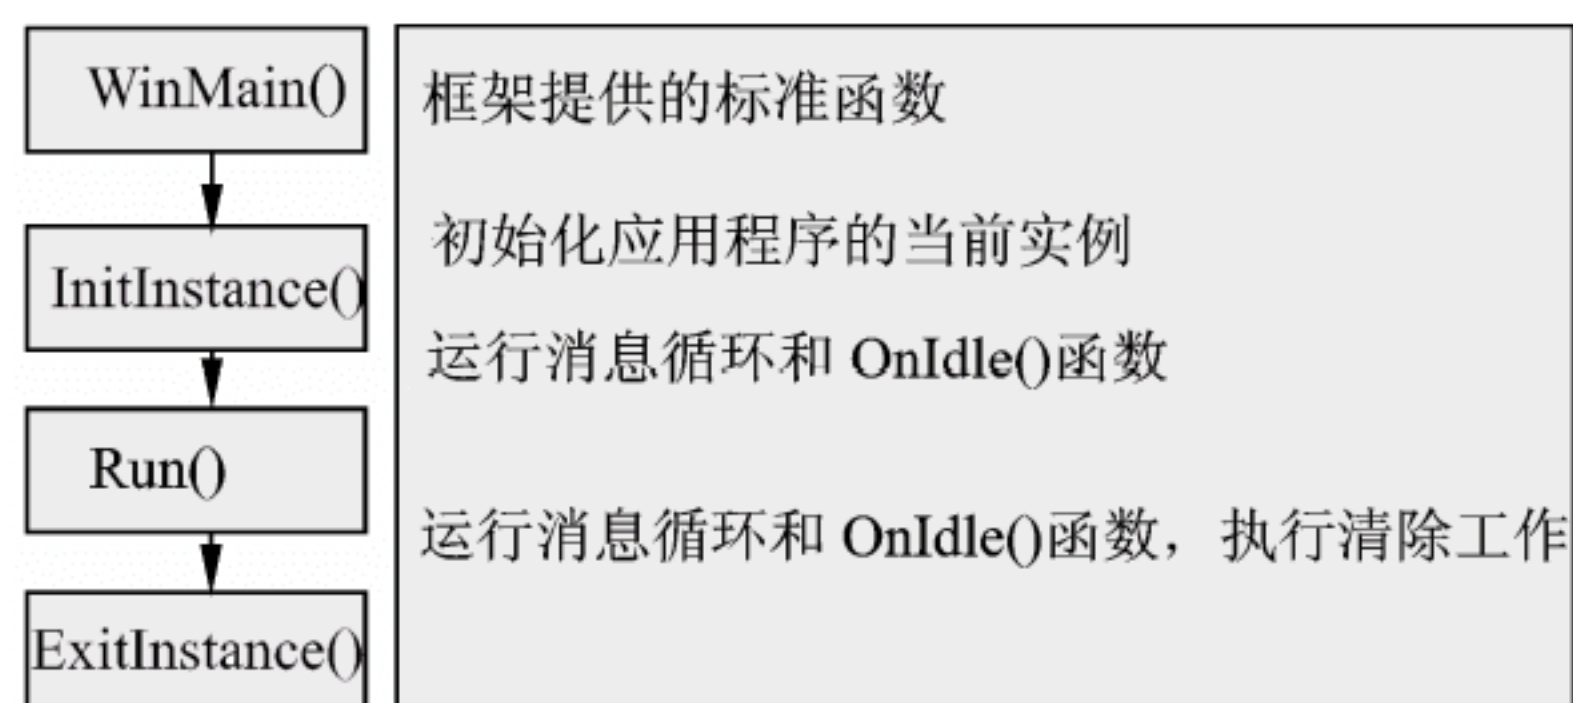 WinMain()
InitInstance()
Run()
ExitInstance()
框架提供的标准函数
初始化应用程序的当前实例
运行消息循环和 OnIdle()函数
运行消息循环和 OnIdle()函数，执行清除工作